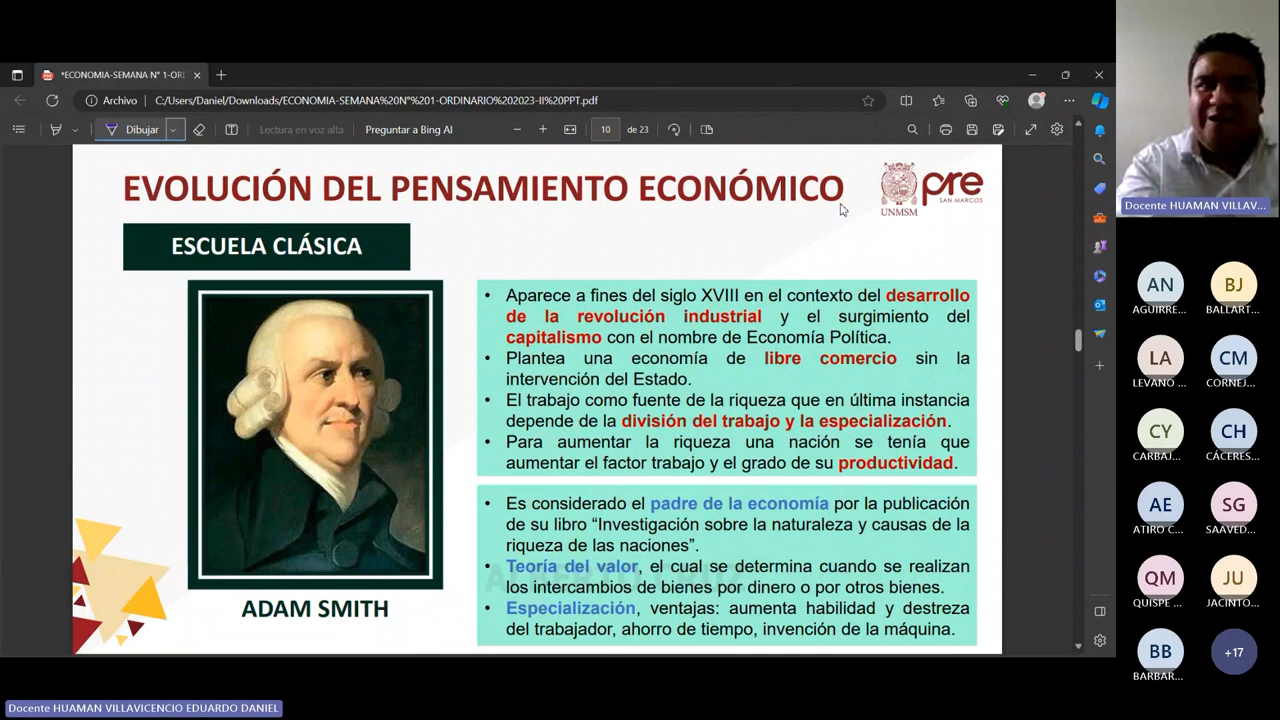 *ECONOMIA-SEMANA N° 1-ORD
Archivo
C:/Users/Daniel/Downloads/ECONOMIA-SEMANA%20N°%201-ORDINARIO%202023-II%20PPT.pdf
Dibujar
Lectura en voz alta
Preguntar a Bing AI
10 de 23
EVOLUCIÓN DEL PENSAMIENTO ECONÓMICO
UNMSM
pre
SAN MARCOS
ESCUELA CLÁSICA
• Aparece a fines del siglo XVIII en el contexto del desarrollo
de la revolución industrial y el surgimiento del
capitalismo con el nombre de Economía Política.
• Plantea una economía de libre comercio sin la
intervención del Estado.
• El trabajo como fuente de la riqueza que en última instancia
depende de la división del trabajo y la especialización.
• Para aumentar la riqueza una nación se tenía que
aumentar el factor trabajo y el grado de su productividad.
• Es considerado el padre de la economía por la publicación
de su libro “Investigación sobre la naturaleza y causas de la
riqueza de las naciones”.
• Teoría del valor, el cual se determina cuando se realizan
los intercambios de bienes por dinero o por otros bienes.
• Especialización, ventajas: aumenta habilidad y destreza
del trabajador, ahorro de tiempo, invención de la máquina.
ADAM SMITH
Docente HUAMAN VILLAV...
AN
BJ
AGUIRRE...
BALLART...
LA
CM
LEVANO ...
CORNEJ...
CY
CH
CARBAJ...
CÁCERES...
AE
SG
ATIRO C...
SAAVED...
QM
JU
QUISPE ...
JACINTO...
BB
+17
BARBAR...
Docente HUAMAN VILLAVICENCIO EDUARDO DANIEL